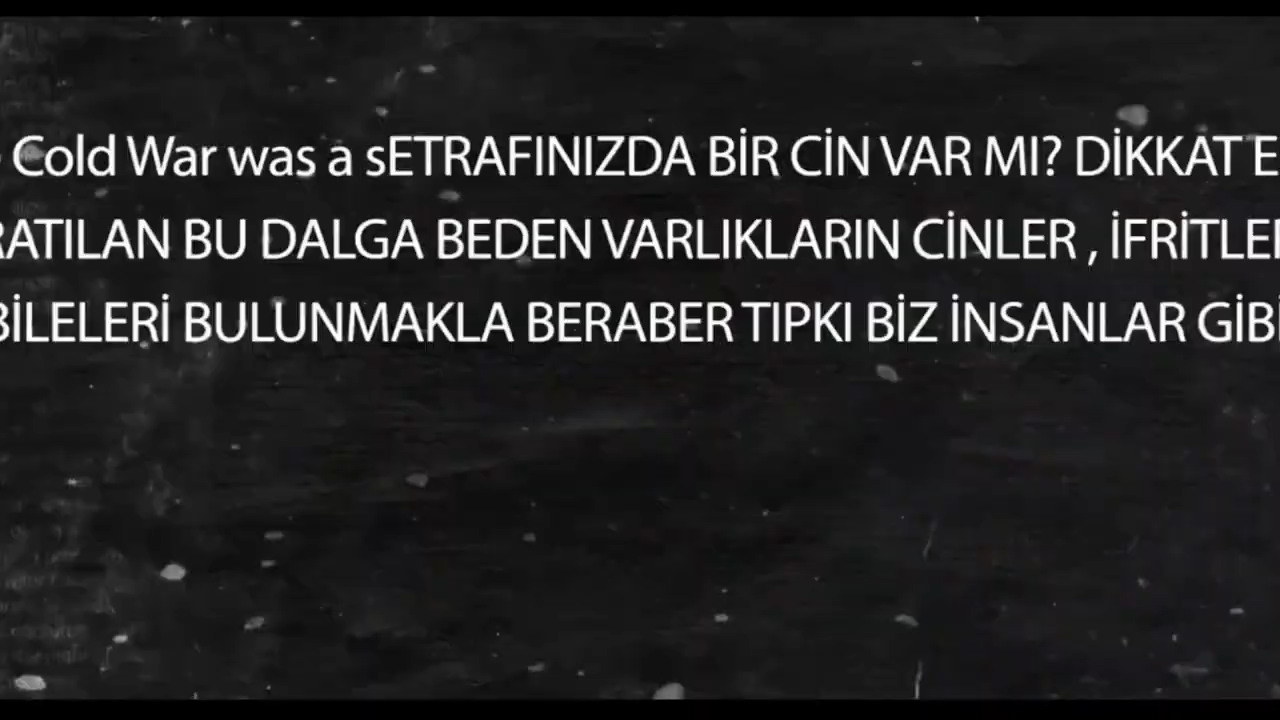 Cold War was a sETRAFINIZDA BİR CİN VAR MI? DİKKAT E
RATILAN BU DALGA BEDEN VARLIKLARIN CİNLER , İFRİTLE
BİLELERİ BULUNMAKLA BERABER TIPKI BİZ İNSANLAR GİB